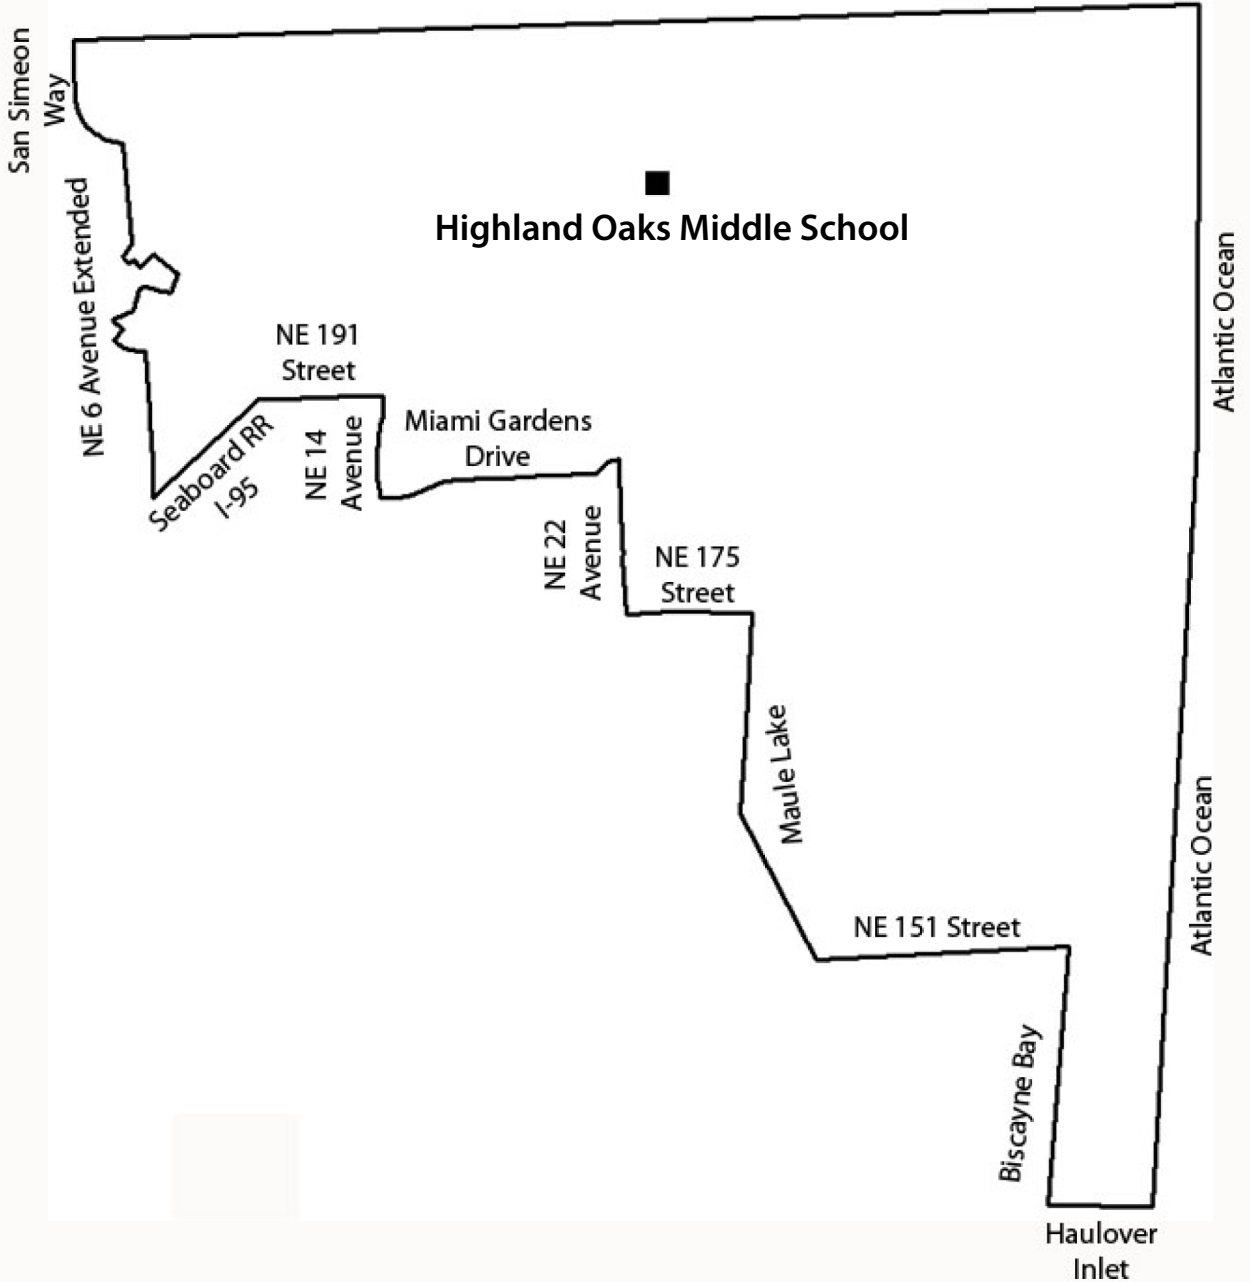 San Simeon
Way
Highland Oaks Middle School
NE 6 Avenue Extended
Atlantic Ocean
NE 191
Street
Seaboard RR
I-95
NE 14
Avenue
Miami Gardens
Drive
NE 22
Avenue
NE 175
Street
Maule Lake
Atlantic Ocean
NE 151 Street
Biscayne Bay
Haulover
Inlet